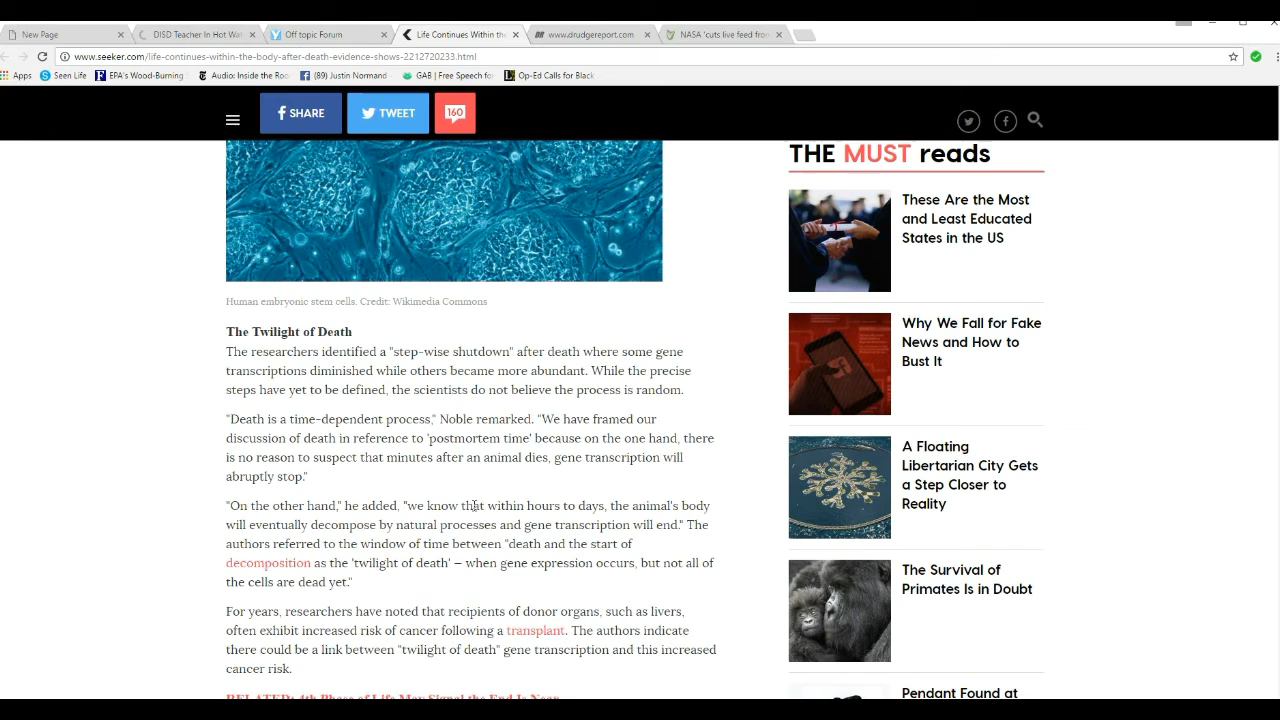 New Page
DISD Teacher In Hot Wat
Off topic Forum
Life Continues Within the
www.drudgereport.com
NASA 'cuts live feed from
www.seeker.com/life-continues-within-the-body-after-death-evidence-shows-2212720233.html
Apps
Seen Life
EPA's Wood-Burning
Audio: Inside the Roo
(89) Justin Normand
GAB | Free Speech fo
Op-Ed Calls for Black
SHARE
TWEET
160
THE MUST reads
These Are the Most
and Least Educated
States in the US
Why We Fall for Fake
News and How to
Bust It
A Floating
Libertarian City Gets
a Step Closer to
Reality
The Survival of
Primates Is in Doubt
Pendant Found at
Human embryonic stem cells. Credit: Wikimedia Commons
The Twilight of Death
The researchers identified a "step-wise shutdown" after death where some gene
transcriptions diminished while others became more abundant. While the precise
steps have yet to be defined, the scientists do not believe the process is random.
"Death is a time-dependent process," Noble remarked. "We have framed our
discussion of death in reference to 'postmortem time' because on the one hand, there
is no reason to suspect that minutes after an animal dies, gene transcription will
abruptly stop."
"On the other hand," he added, "we know that within hours to days, the animal's body
will eventually decompose by natural processes and gene transcription will end." The
authors referred to the window of time between "death and the start of
decomposition as the 'twilight of death' — when gene expression occurs, but not all of
the cells are dead yet."
For years, researchers have noted that recipients of donor organs, such as livers,
often exhibit increased risk of cancer following a transplant. The authors indicate
there could be a link between "twilight of death" gene transcription and this increased
cancer risk.
RELATED: 4th Phase of Life May Signal the End Is Near